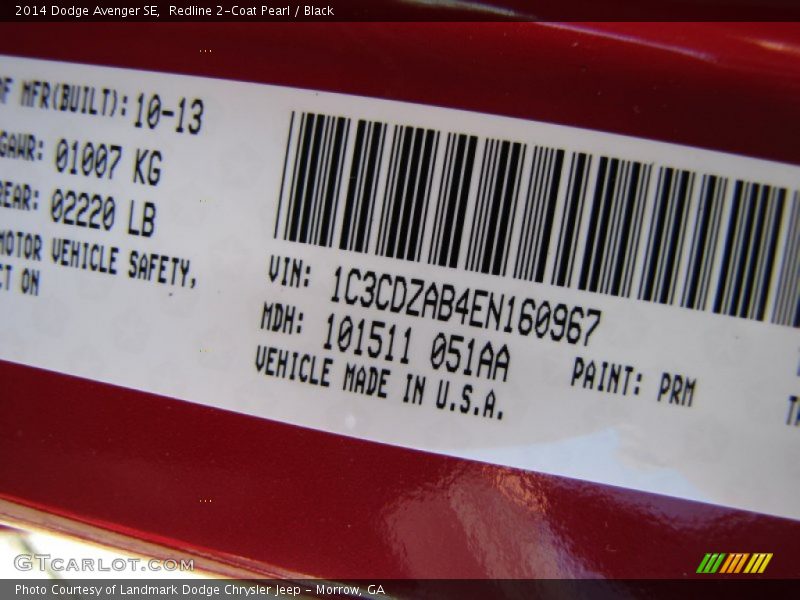 2014 Dodge Avenger SE,  Redline 2-Coat Pearl / Black
MFR(BUILT): 10-13
GAWR: 01007 KG
REAR: 02220 LB
MOTOR VEHICLE SAFETY,
ON
VIN: 1C3CDZAB4EN160967
MDH: 101511 051AA
PAINT: PRM
VEHICLE MADE IN U.S.A.
GTCARLOT.COM
Photo Courtesy of Landmark Dodge Chrysler Jeep - Morrow, GA